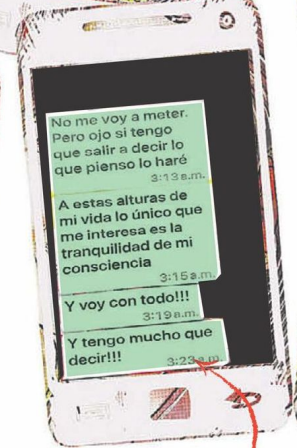 No me voy a meter.
Pero ojo si tengo
que salir a decir lo
que pienso lo haré
3:13 a.m.
A estas alturas de
mi vida lo único que
me interesa es la
tranquilidad de mi
consciencia
3:15 a.m.
Y voy con todo!!!
3:19 a.m.
Y tengo mucho que
decir!!!
3:23 a.m.